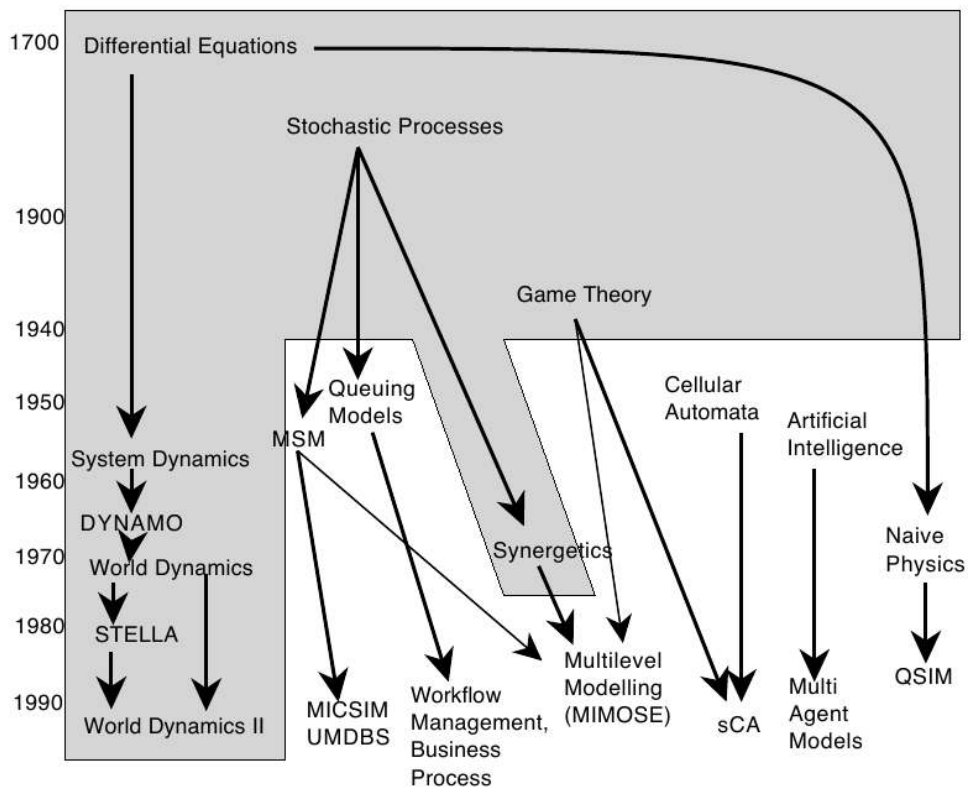 1700
Differential Equations
Stochastic Processes
1900
Game Theory
1940
1950
Queuing
Models
Cellular
Automata
Artificial
Intelligence
MSM
System Dynamics
1960
DYNAMO
Naive
Physics
1970
World Dynamics
Synergetics
1980
STELLA
Multilevel
Modelling
(MIMOSE)
QSIM
1990
World Dynamics II
MICSIM
UMDBS
Workflow
Management,
Business
Process
sCA
Multi
Agent
Models